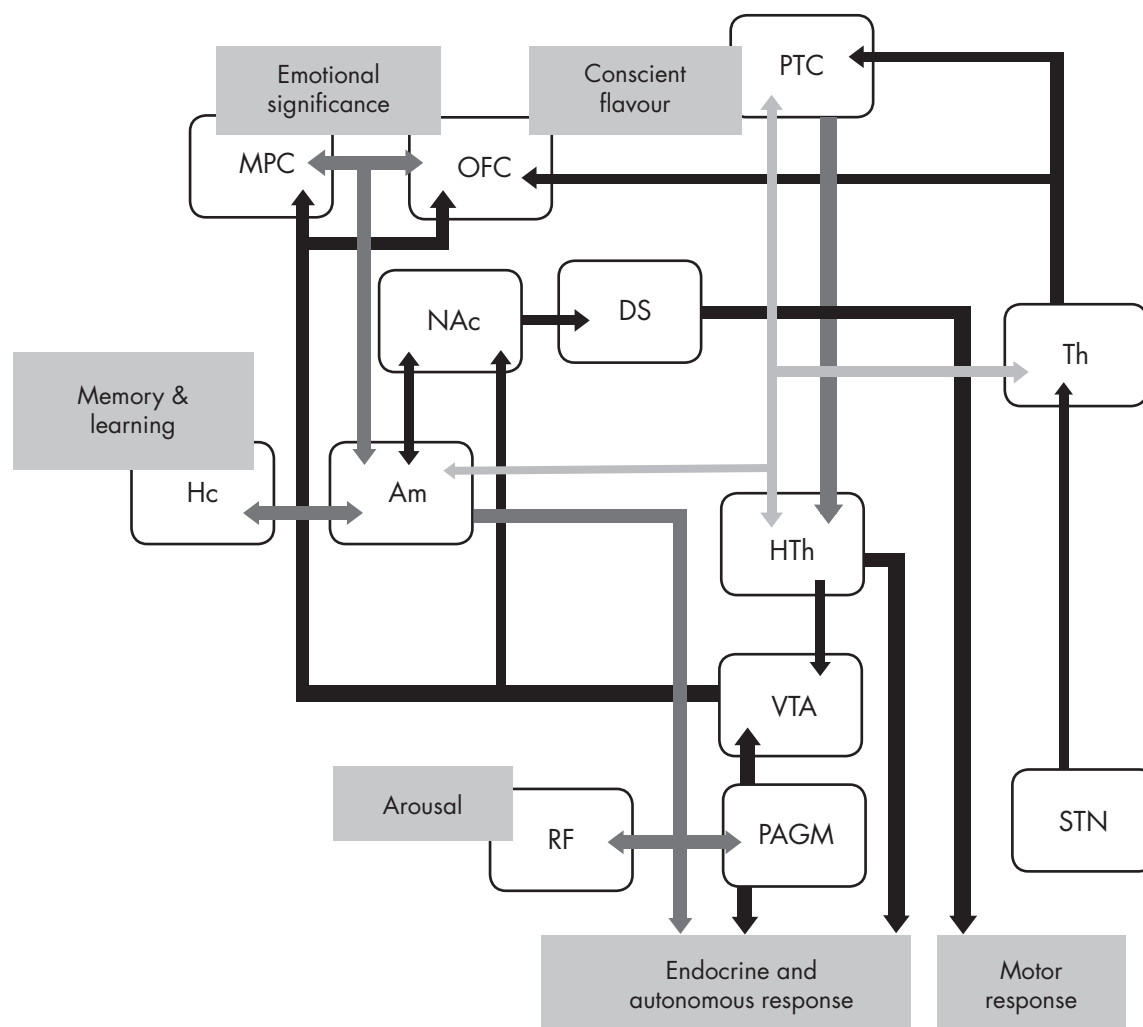 Emotional
significance
Conscient
flavour
PTC
MPC
OFC
NAc
DS
Th
Memory &
learning
Hc
Am
HTh
VTA
Arousal
RF
PAGM
STN
Endocrine and
autonomous response
Motor
response